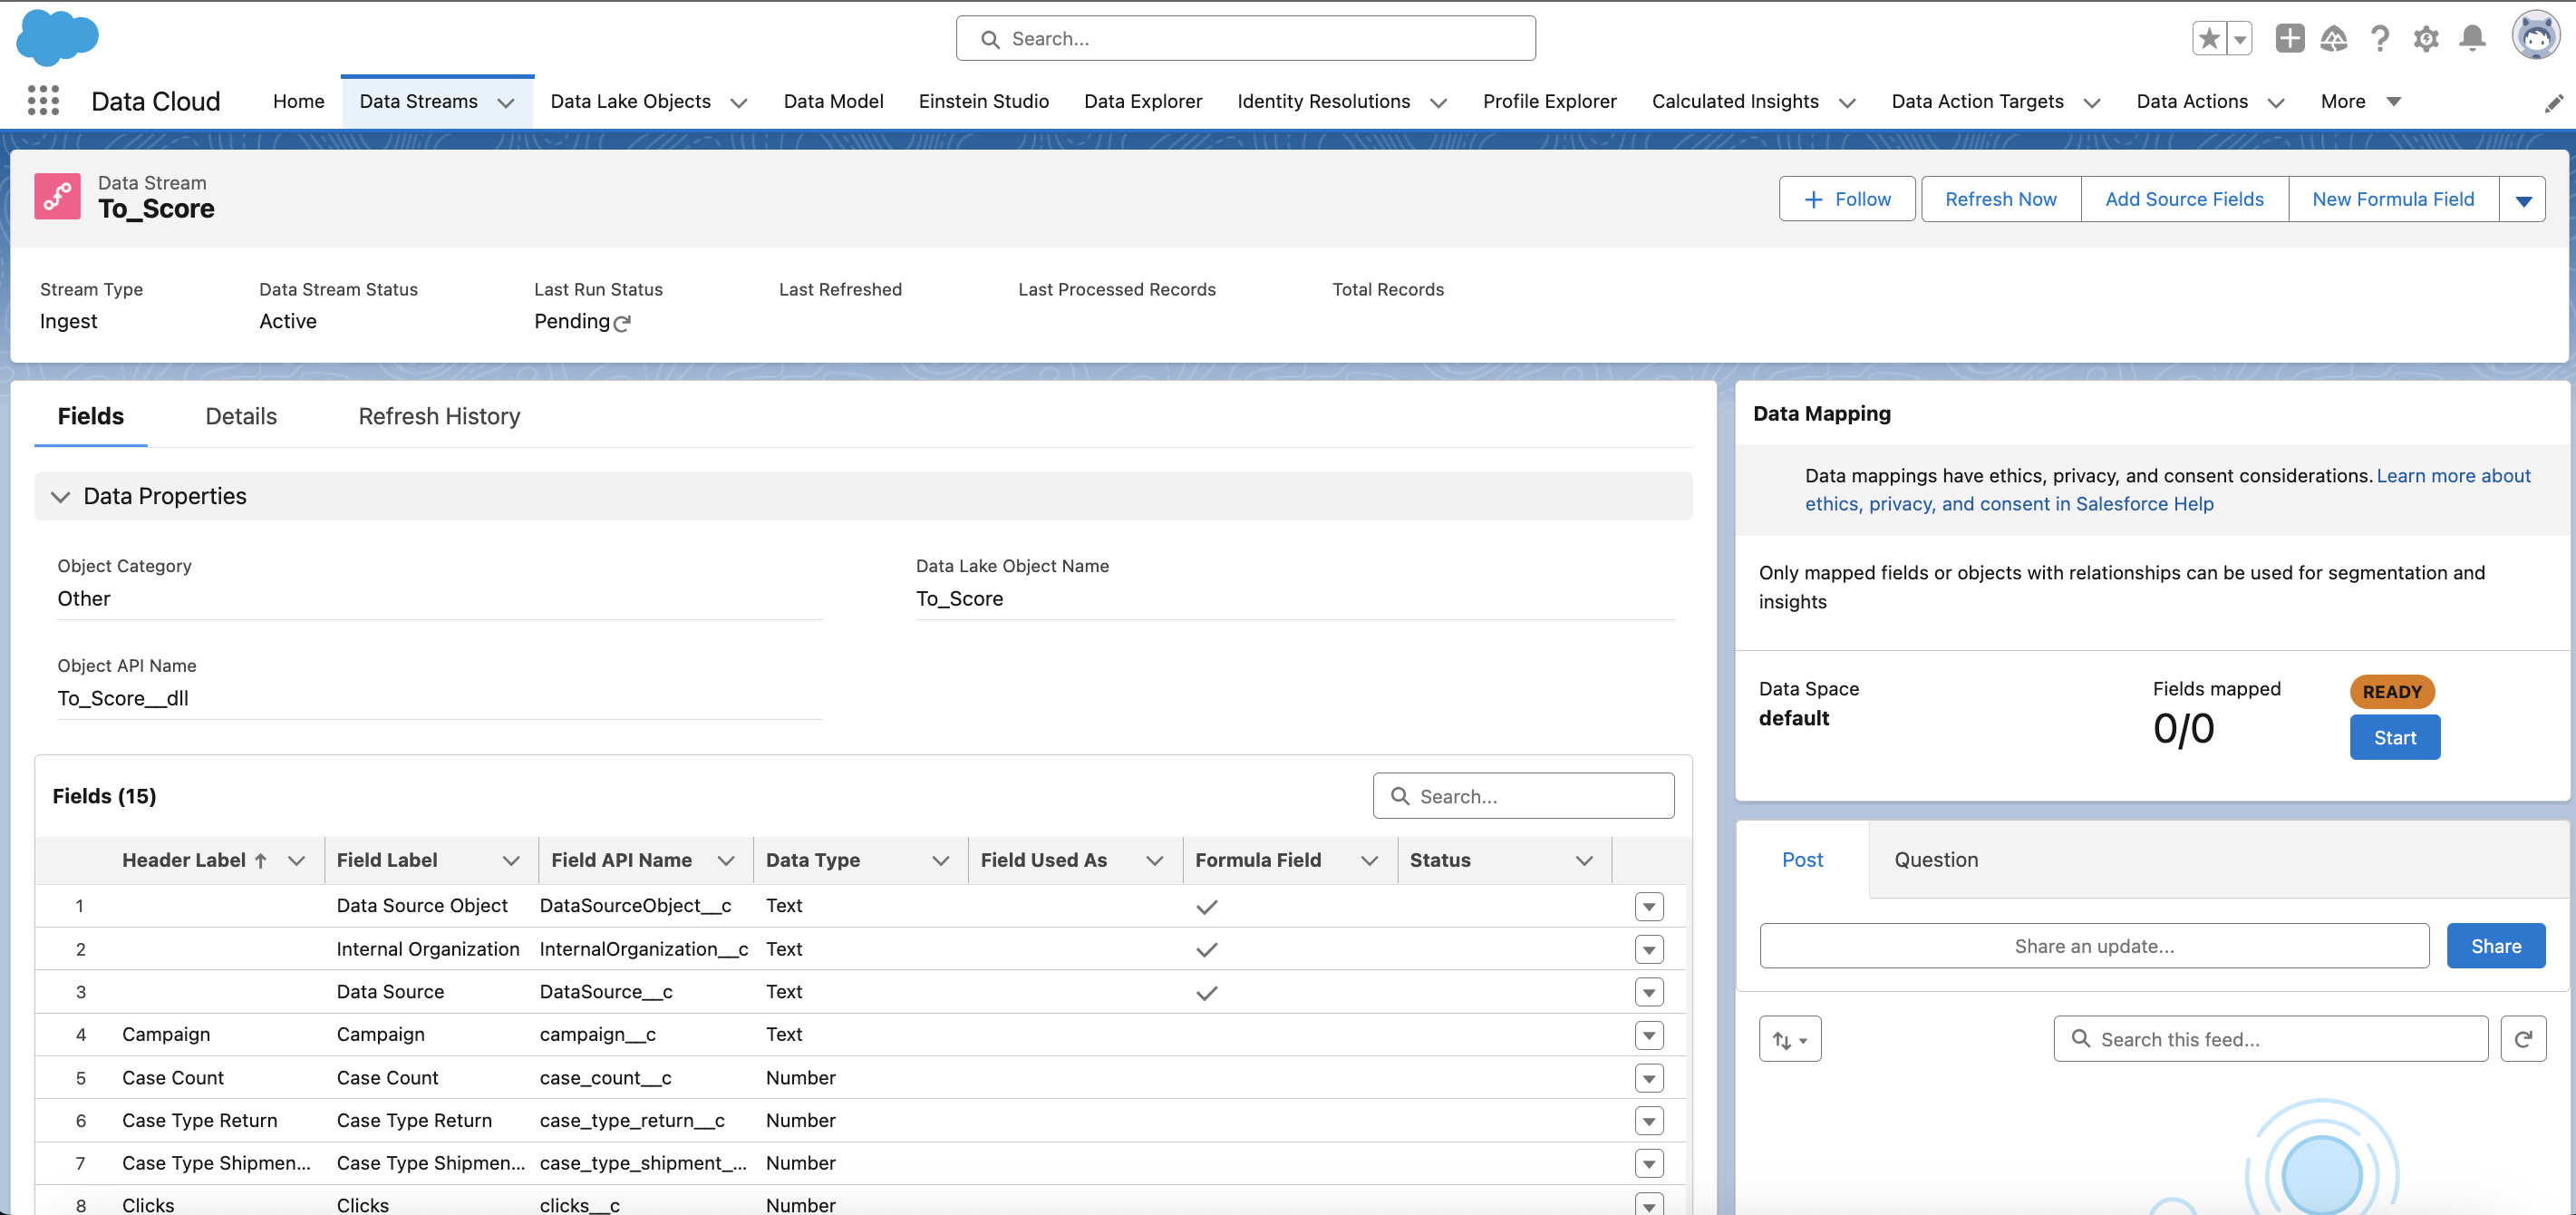 Search...
Data Cloud
Home
Data Streams
Data Lake Objects
Data Model
Einstein Studio
Data Explorer
Identity Resolutions
Profile Explorer
Calculated Insights
Data Action Targets
Data Actions
More
Data Stream
To_Score
Follow
Refresh Now
Add Source Fields
New Formula Field
Stream Type
Data Stream Status
Last Run Status
Last Refreshed
Last Processed Records
Total Records
Ingest
Active
Pending
Fields
Details
Refresh History
Data Properties
Object Category
Other
Data Lake Object Name
To_Score
Object API Name
To_Score__dll
Fields (15)
Search...
Header Label Field Label Field API Name Data Type Field Used As Formula Field Status
1 Data Source Object DataSourceObject__c Text
2 Internal Organization InternalOrganization__c Text
3 Data Source DataSource__c Text
4 Campaign Campaign campaign__c Text
5 Case Count Case Count case_count__c Number
6 Case Type Return Case Type Return case_type_return__c Number
7 Case Type Shipmen... Case Type Shipmen... case_type_shipment_... Number
8 Clicks Clicks clicks__c Number
Data Mapping
Data mappings have ethics, privacy, and consent considerations. Learn more about
ethics, privacy, and consent in Salesforce Help
Only mapped fields or objects with relationships can be used for segmentation and
insights
Data Space
default
Fields mapped
0/0
READY
Start
Post
Question
Share an update...
Share
Search this feed...